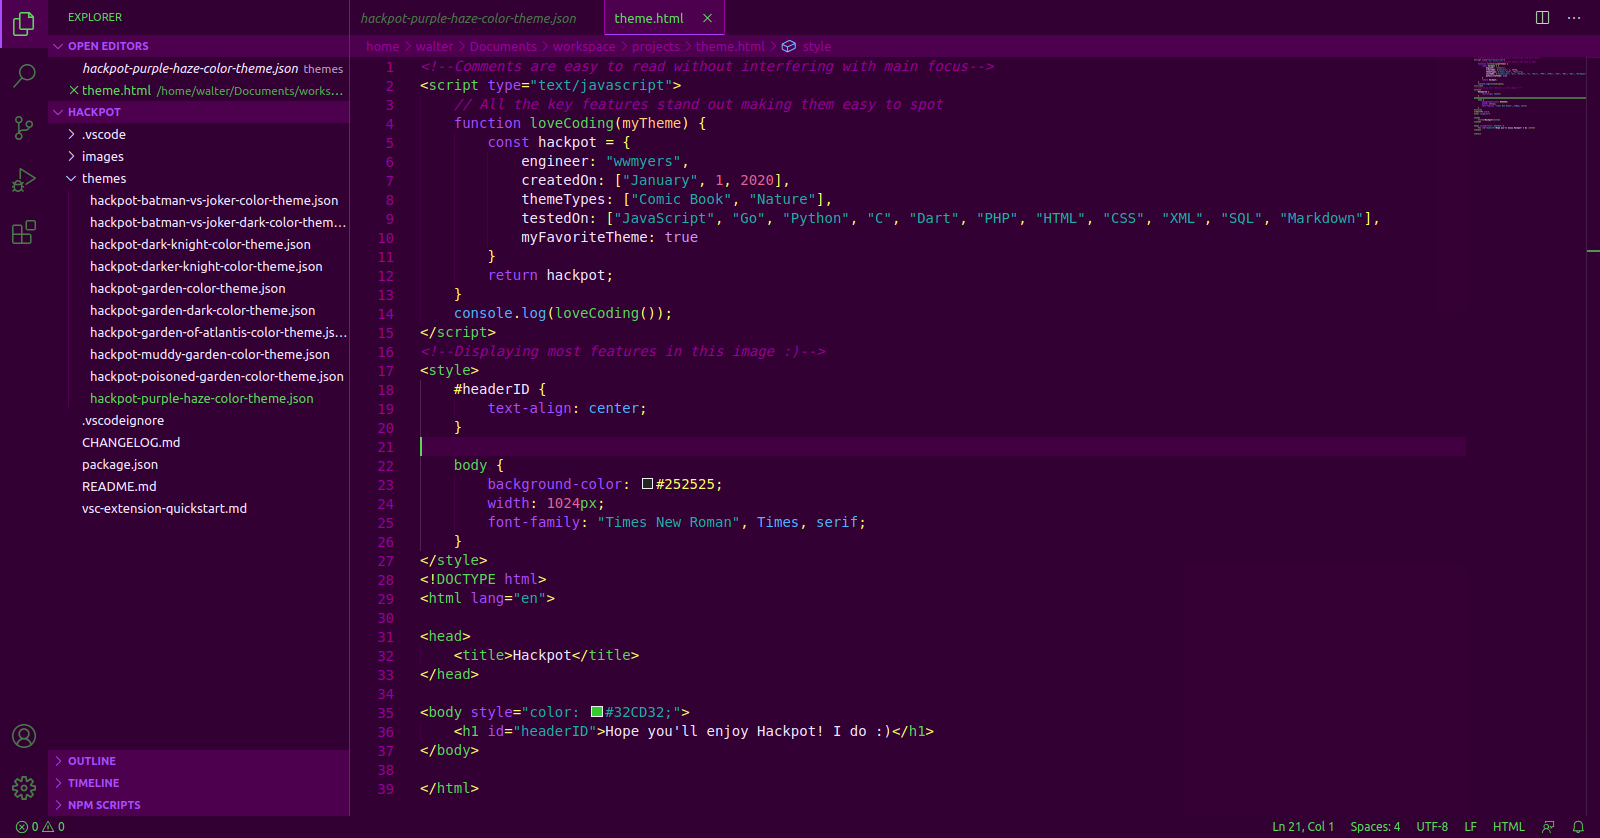 EXPLORER
OPEN EDITORS
hackpot-purple-haze-color-theme.json themes
theme.html /home/walter/Documents/works...
HACKPOT
.vscode
images
themes
hackpot-batman-vs-joker-color-theme.json
hackpot-batman-vs-joker-dark-color-them...
hackpot-dark-knight-color-theme.json
hackpot-darker-knight-color-theme.json
hackpot-garden-color-theme.json
hackpot-garden-dark-color-theme.json
hackpot-garden-of-atlantis-color-theme.js...
hackpot-muddy-garden-color-theme.json
hackpot-poisoned-garden-color-theme.json
hackpot-purple-haze-color-theme.json
.vscodeignore
CHANGELOG.md
package.json
README.md
vsc-extension-quickstart.md
OUTLINE
TIMELINE
NPM SCRIPTS
hackpot-purple-haze-color-theme.json theme.html
home > walter > Documents > workspace > projects > theme.html > style
1 <!--Comments are easy to read without interfering with main focus-->
2 <script type="text/javascript">
3 // All the key features stand out making them easy to spot
4 function loveCoding(myTheme) {
5 const hackpot = {
6 engineer: "wwmyers",
7 createdOn: ["January", 1, 2020],
8 themeTypes: ["Comic Book", "Nature"],
9 testedOn: ["JavaScript", "Go", "Python", "C", "Dart", "PHP", "HTML", "CSS", "XML", "SQL", "Markdown"],
10 myFavoriteTheme: true
11 }
12 return hackpot;
13 }
14 console.log(loveCoding());
15 </script>
16 <!--Displaying most features in this image :)-->
17 <style>
18 #headerID {
19 text-align: center;
20 }
21
22 body {
23 background-color: #252525;
24 width: 1024px;
25 font-family: "Times New Roman", Times, serif;
26 }
27 </style>
28 <!DOCTYPE html>
29 <html lang="en">
30
31 <head>
32 <title>Hackpot</title>
33 </head>
34
35 <body style="color: #32CD32;">
36 <h1 id="headerID">Hope you'll enjoy Hackpot! I do :)</h1>
37 </body>
38
39 </html>
0 0 Ln 21, Col 1 Spaces: 4 UTF-8 LF HTML